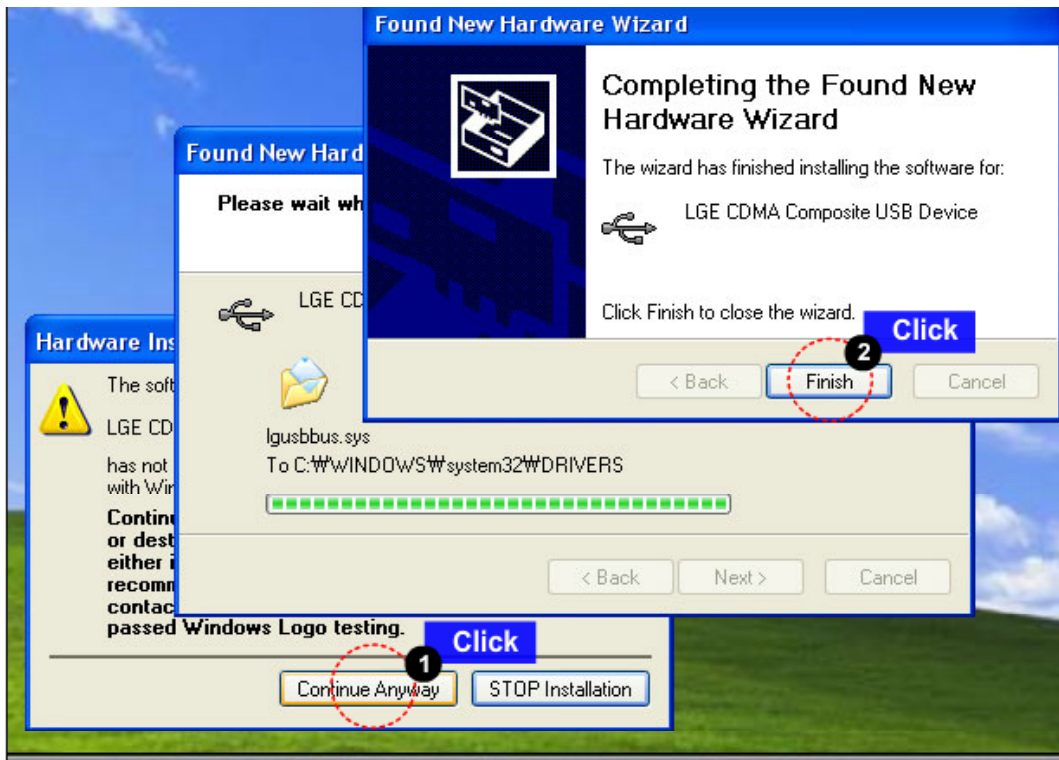 Found New Hardware Wizard
Completing the Found New
Hardware Wizard
The wizard has finished installing the software for:
LGE CDMA Composite USB Device
Click Finish to close the wizard.
Click
2
< Back
Finish
Cancel
Found New Hard
Please wait wh
LGE CD
lgusbbus.sys
To C:₩WINDOWS₩system32₩DRIVERS
< Back
Next >
Cancel
Hardware Ins
The soft
LGE CD
has not
with Win
Continu
or dest
either i
recomm
contac
passed Windows Logo testing.
Click
1
Continue Anyway
STOP Installation